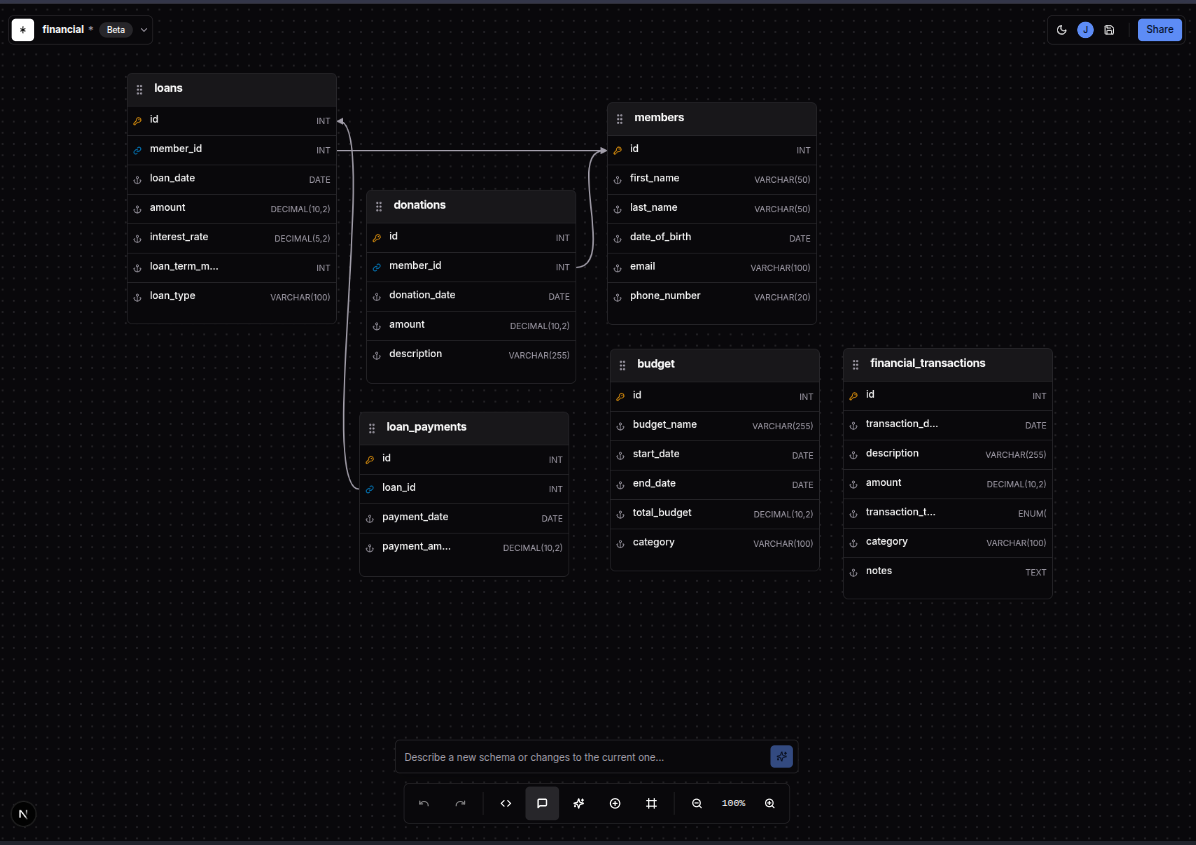 financial * Beta
J Share
loans
id INT
member_id INT
loan_date DATE
amount DECIMAL(10,2)
interest_rate DECIMAL(5,2)
loan_term_m... INT
loan_type VARCHAR(100)
donations
id INT
member_id INT
donation_date DATE
amount DECIMAL(10,2)
description VARCHAR(255)
loan_payments
id INT
loan_id INT
payment_date DATE
payment_am... DECIMAL(10,2)
members
id INT
first_name VARCHAR(50)
last_name VARCHAR(50)
date_of_birth DATE
email VARCHAR(100)
phone_number VARCHAR(20)
budget
id INT
budget_name VARCHAR(255)
start_date DATE
end_date DATE
total_budget DECIMAL(10,2)
category VARCHAR(100)
financial_transactions
id INT
transaction_d... DATE
description VARCHAR(255)
amount DECIMAL(10,2)
transaction_t... ENUM(
category VARCHAR(100)
notes TEXT
Describe a new schema or changes to the current one...
100%
N